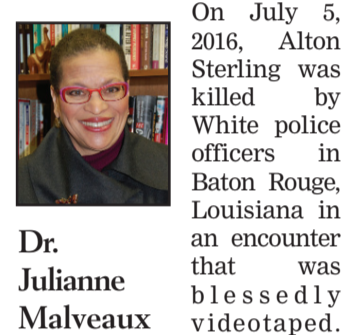 Dr.
Julianne
Malveaux
On July 5,
2016, Alton
Sterling was
killed by
White police
officers in
Baton Rouge,
Louisiana in
an encounter
that was
blessedly
videotaped.